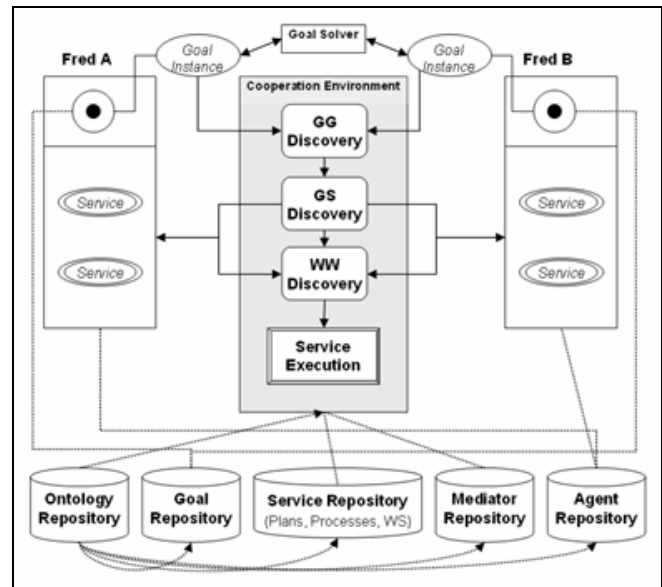 Goal Solver
Fred A
Goal
Instance
Goal
Instance
Fred B
Cooperation Environment
GG
Discovery
Service
GS
Discovery
Service
Service
WW
Discovery
Service
Service
Execution
Ontology
Repository
Goal
Repository
Service Repository
(Plans, Processes, WS)
Mediator
Repository
Agent
Repository